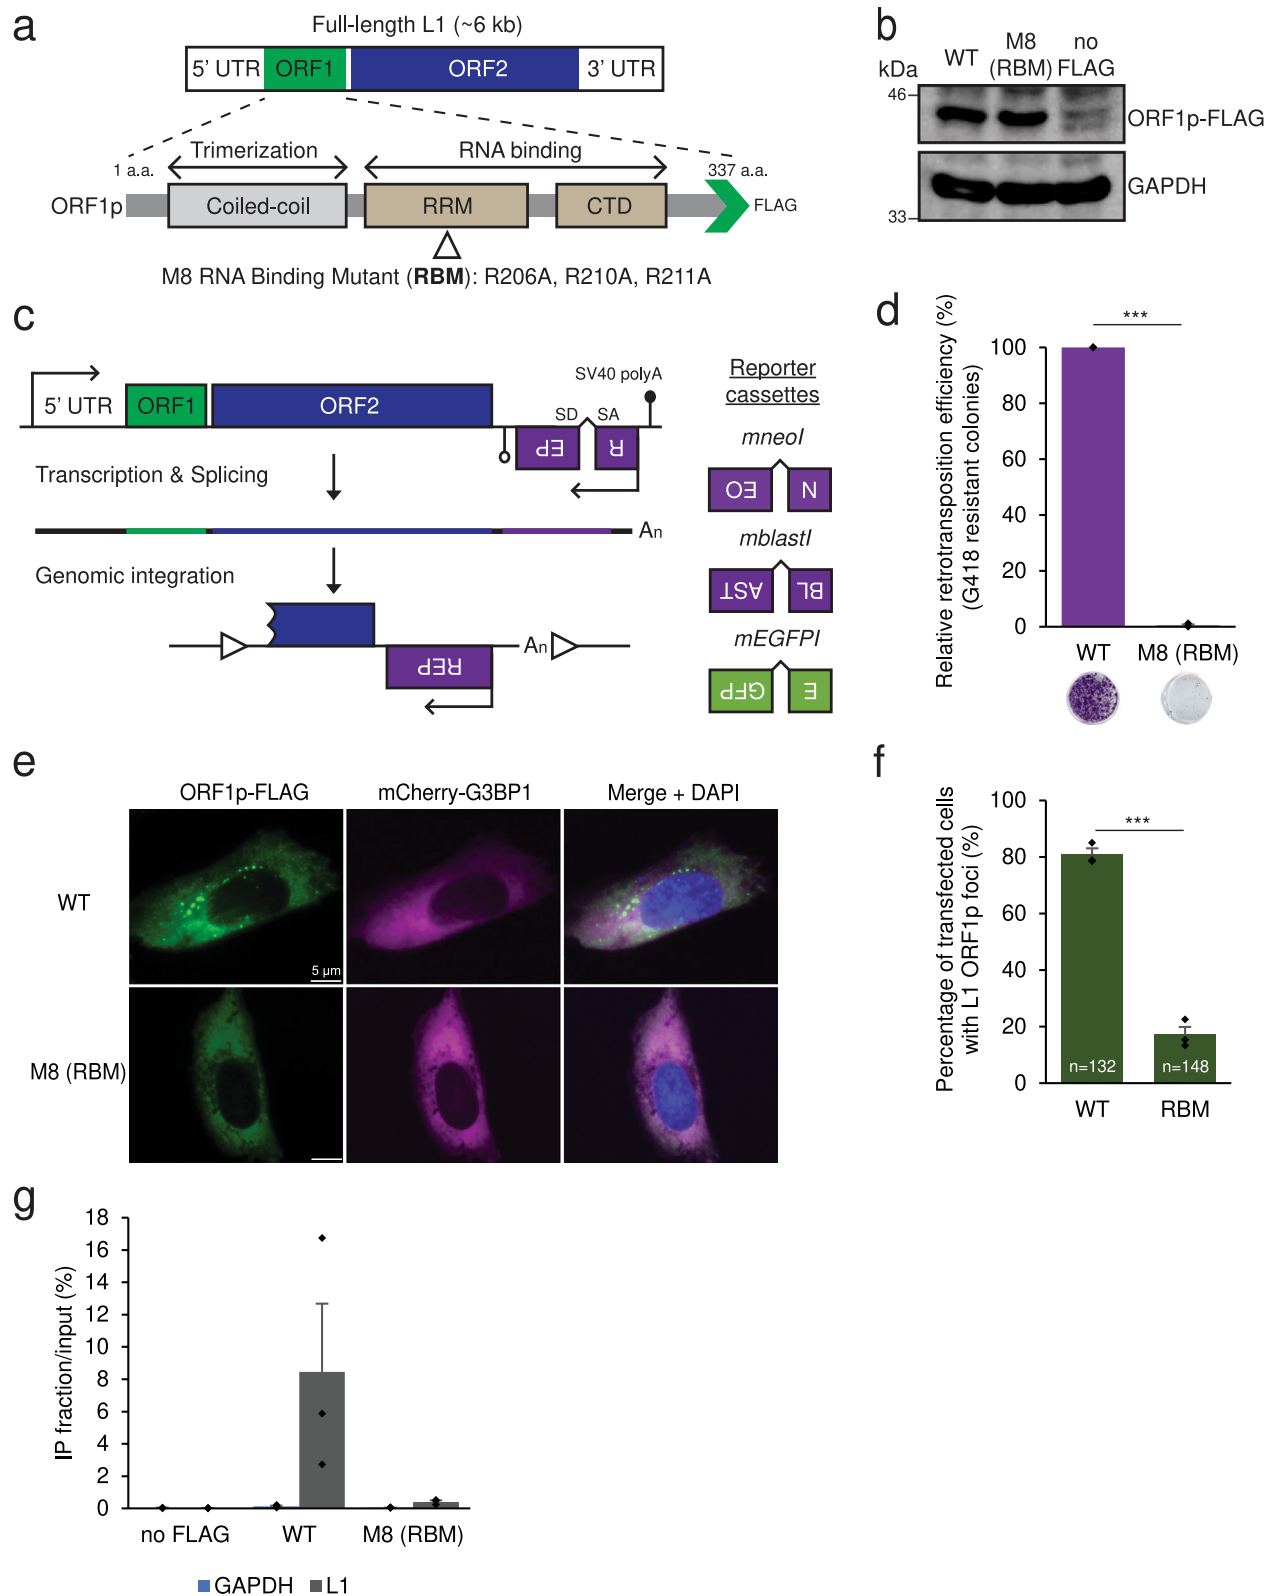 a
Full-length L1 (~6 kb)
5’ UTR ORF1 ORF2 3’ UTR
Trimerization RNA binding
1 a.a. 337 a.a.
ORF1p Coiled-coil RRM CTD FLAG
M8 RNA Binding Mutant (RBM): R206A, R210A, R211A
b
WT M8 (RBM) no FLAG
kDa
46
ORF1p-FLAG
GAPDH
33
c
SV40 polyA
5’ UTR ORF1 ORF2 SD SA
EP R
Transcription & Splicing
An
Genomic integration
An
REP
Reporter
cassettes
mneoI
EO N
mblastI
AST BL
mEGFPI
GFP E
d
Relative retrotransposition efficiency (%)
(G418 resistant colonies)
***
100
80
60
40
20
0
WT M8 (RBM)
e
ORF1p-FLAG mCherry-G3BP1 Merge + DAPI
WT
5 µm
M8 (RBM)
f
Percentage of transfected cells
with L1 ORF1p foci (%)
100
***
80
60
40
20
n=132 n=148
0
WT RBM
g
IP fraction/input (%)
18
16
14
12
10
8
6
4
2
0
no FLAG WT M8 (RBM)
GAPDH L1